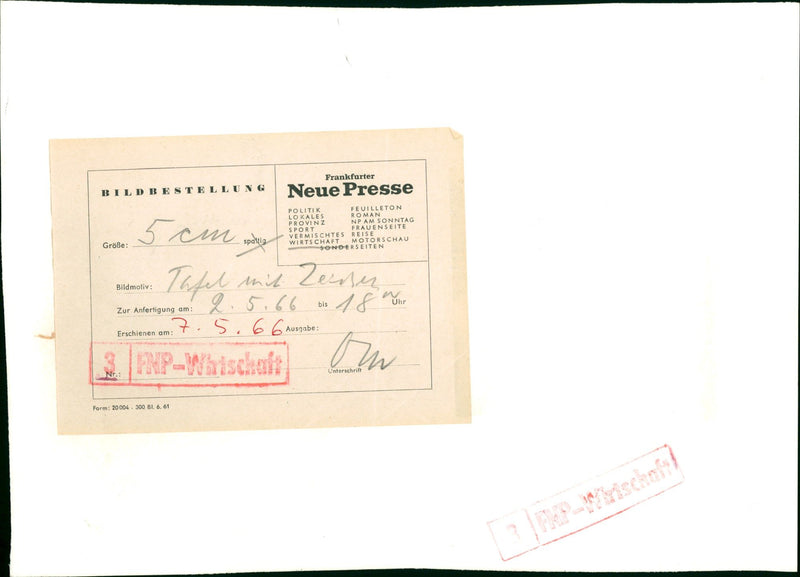 BILDBESTELLUNG
Frankfurter
Neue Presse
POLITIK FEUILLETON
LOKALES ROMAN
PROVINZ NP AM SONNTAG
SPORT FRAUENSEITE
VERMISCHTES REISE
WIRTSCHAFT MOTORSCHAU
SONDERSEITEN
Größe: 5 cm spaltig
Bildmotiv: Tafel mit
Zur Anfertigung am: 2.5.66 bis 18 Uhr
Erschienen am: 7.5.66 Ausgabe:
3 FNP-Wirtschaft
Nr.:
Unterschrift
Form: 20004 - 300 Bl. 6. 61
3 FNP-Wirtschaft